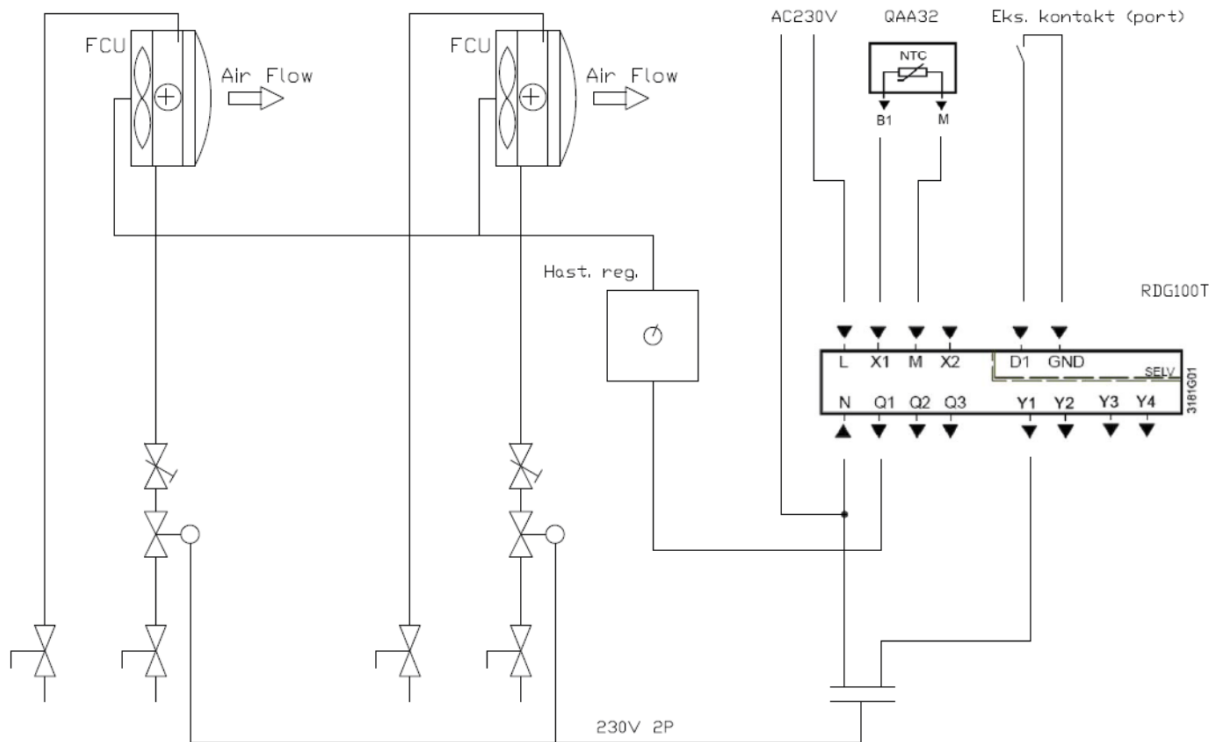 AC230V
QAA32
Eks. kontakt (port)
FCU
Air Flow
FCU
Air Flow
NTC
B1
M
Hast. reg.
RDG100T
L X1 M X2 D1 GND
SELV
N Q1 Q2 Q3 Y1 Y2 Y3 Y4
3181G01
230V 2P